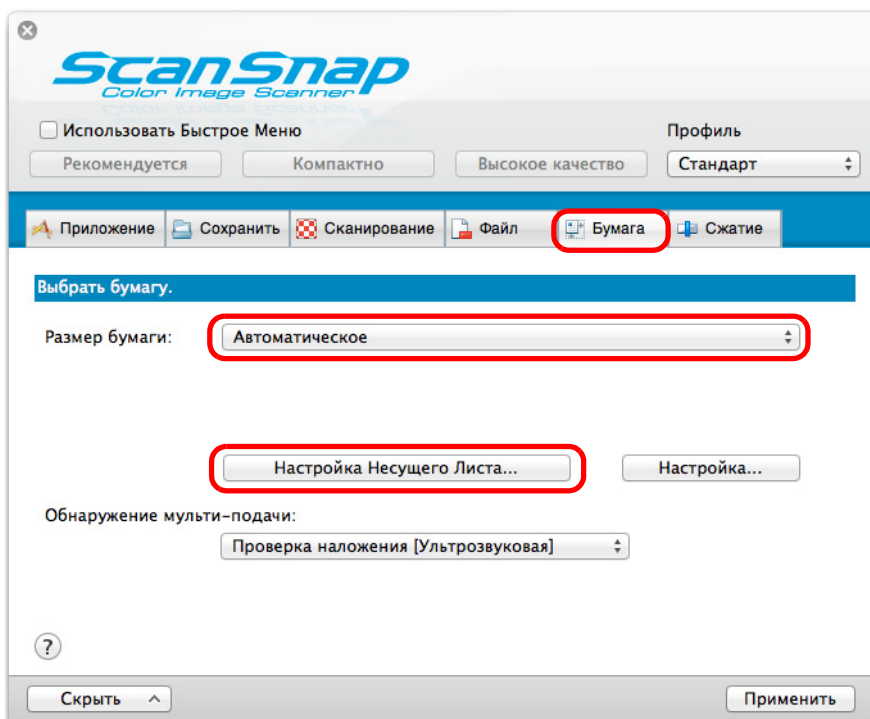 ScanSnap
Color Image Scanner
Использовать Быстрое Меню
Профиль
Рекомендуется Компактно Высокое качество Стандарт
Приложение Сохранить Сканирование Файл Бумага Сжатие
Выбрать бумагу.
Размер бумаги: Автоматическое
Настройка Несущего Листа... Настройка...
Обнаружение мульти-подачи:
Проверка наложения [Ультрозвуковая]
?
Скрыть Применить